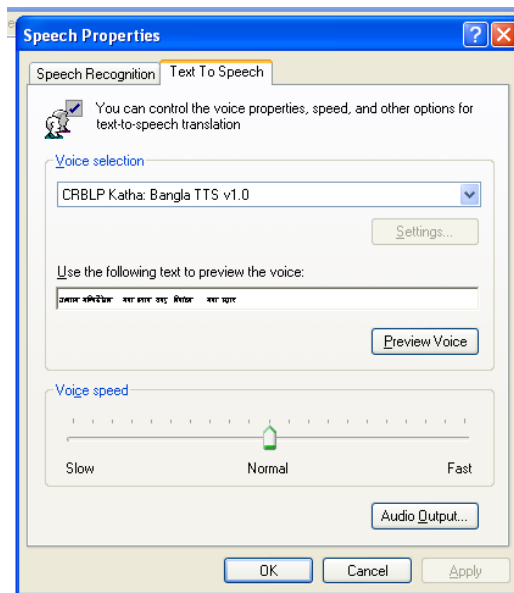 Speech Properties
Speech Recognition
Text To Speech
You can control the voice properties, speed, and other options for
text-to-speech translation
Voice selection
CRBLP Katha: Bangla TTS v1.0
Settings...
Use the following text to preview the voice:
Preview Voice
Voice speed
Slow Normal Fast
Audio Output...
OK Cancel Apply